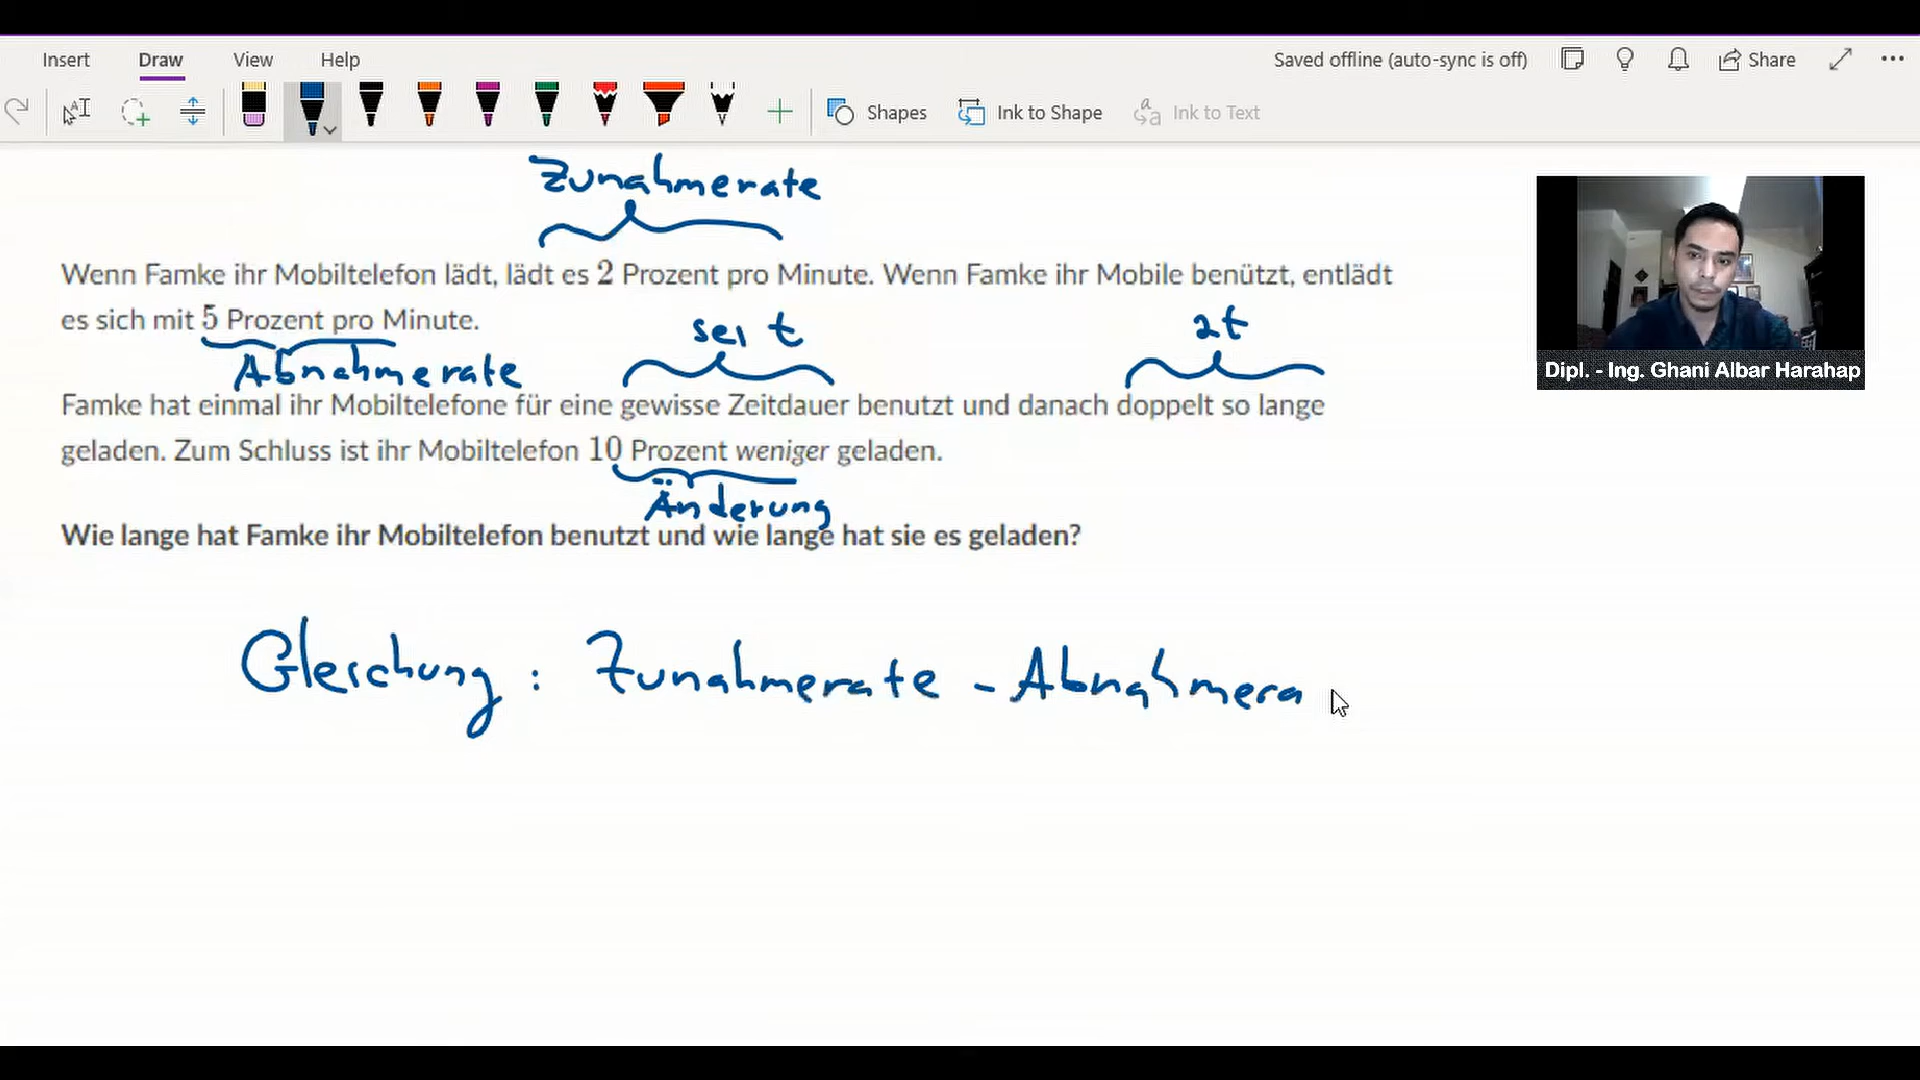 Insert Draw View Help Saved offline (auto-sync is off) Share
Shapes Ink to Shape Ink to Text
Zunahmerate
Wenn Famke ihr Mobiltelefon lädt, lädt es 2 Prozent pro Minute. Wenn Famke ihr Mobile benützt, entlädt
es sich mit 5 Prozent pro Minute.
sei t 2t
Abnahmerate
Famke hat einmal ihr Mobiltelefone für eine gewisse Zeitdauer benutzt und danach doppelt so lange
geladen. Zum Schluss ist ihr Mobiltelefon 10 Prozent weniger geladen.
Änderung
Wie lange hat Famke ihr Mobiltelefon benutzt und wie lange hat sie es geladen?
Gleichung : Zunahmerate - Abnahmera
Dipl. - Ing. Ghani Albar Harahap